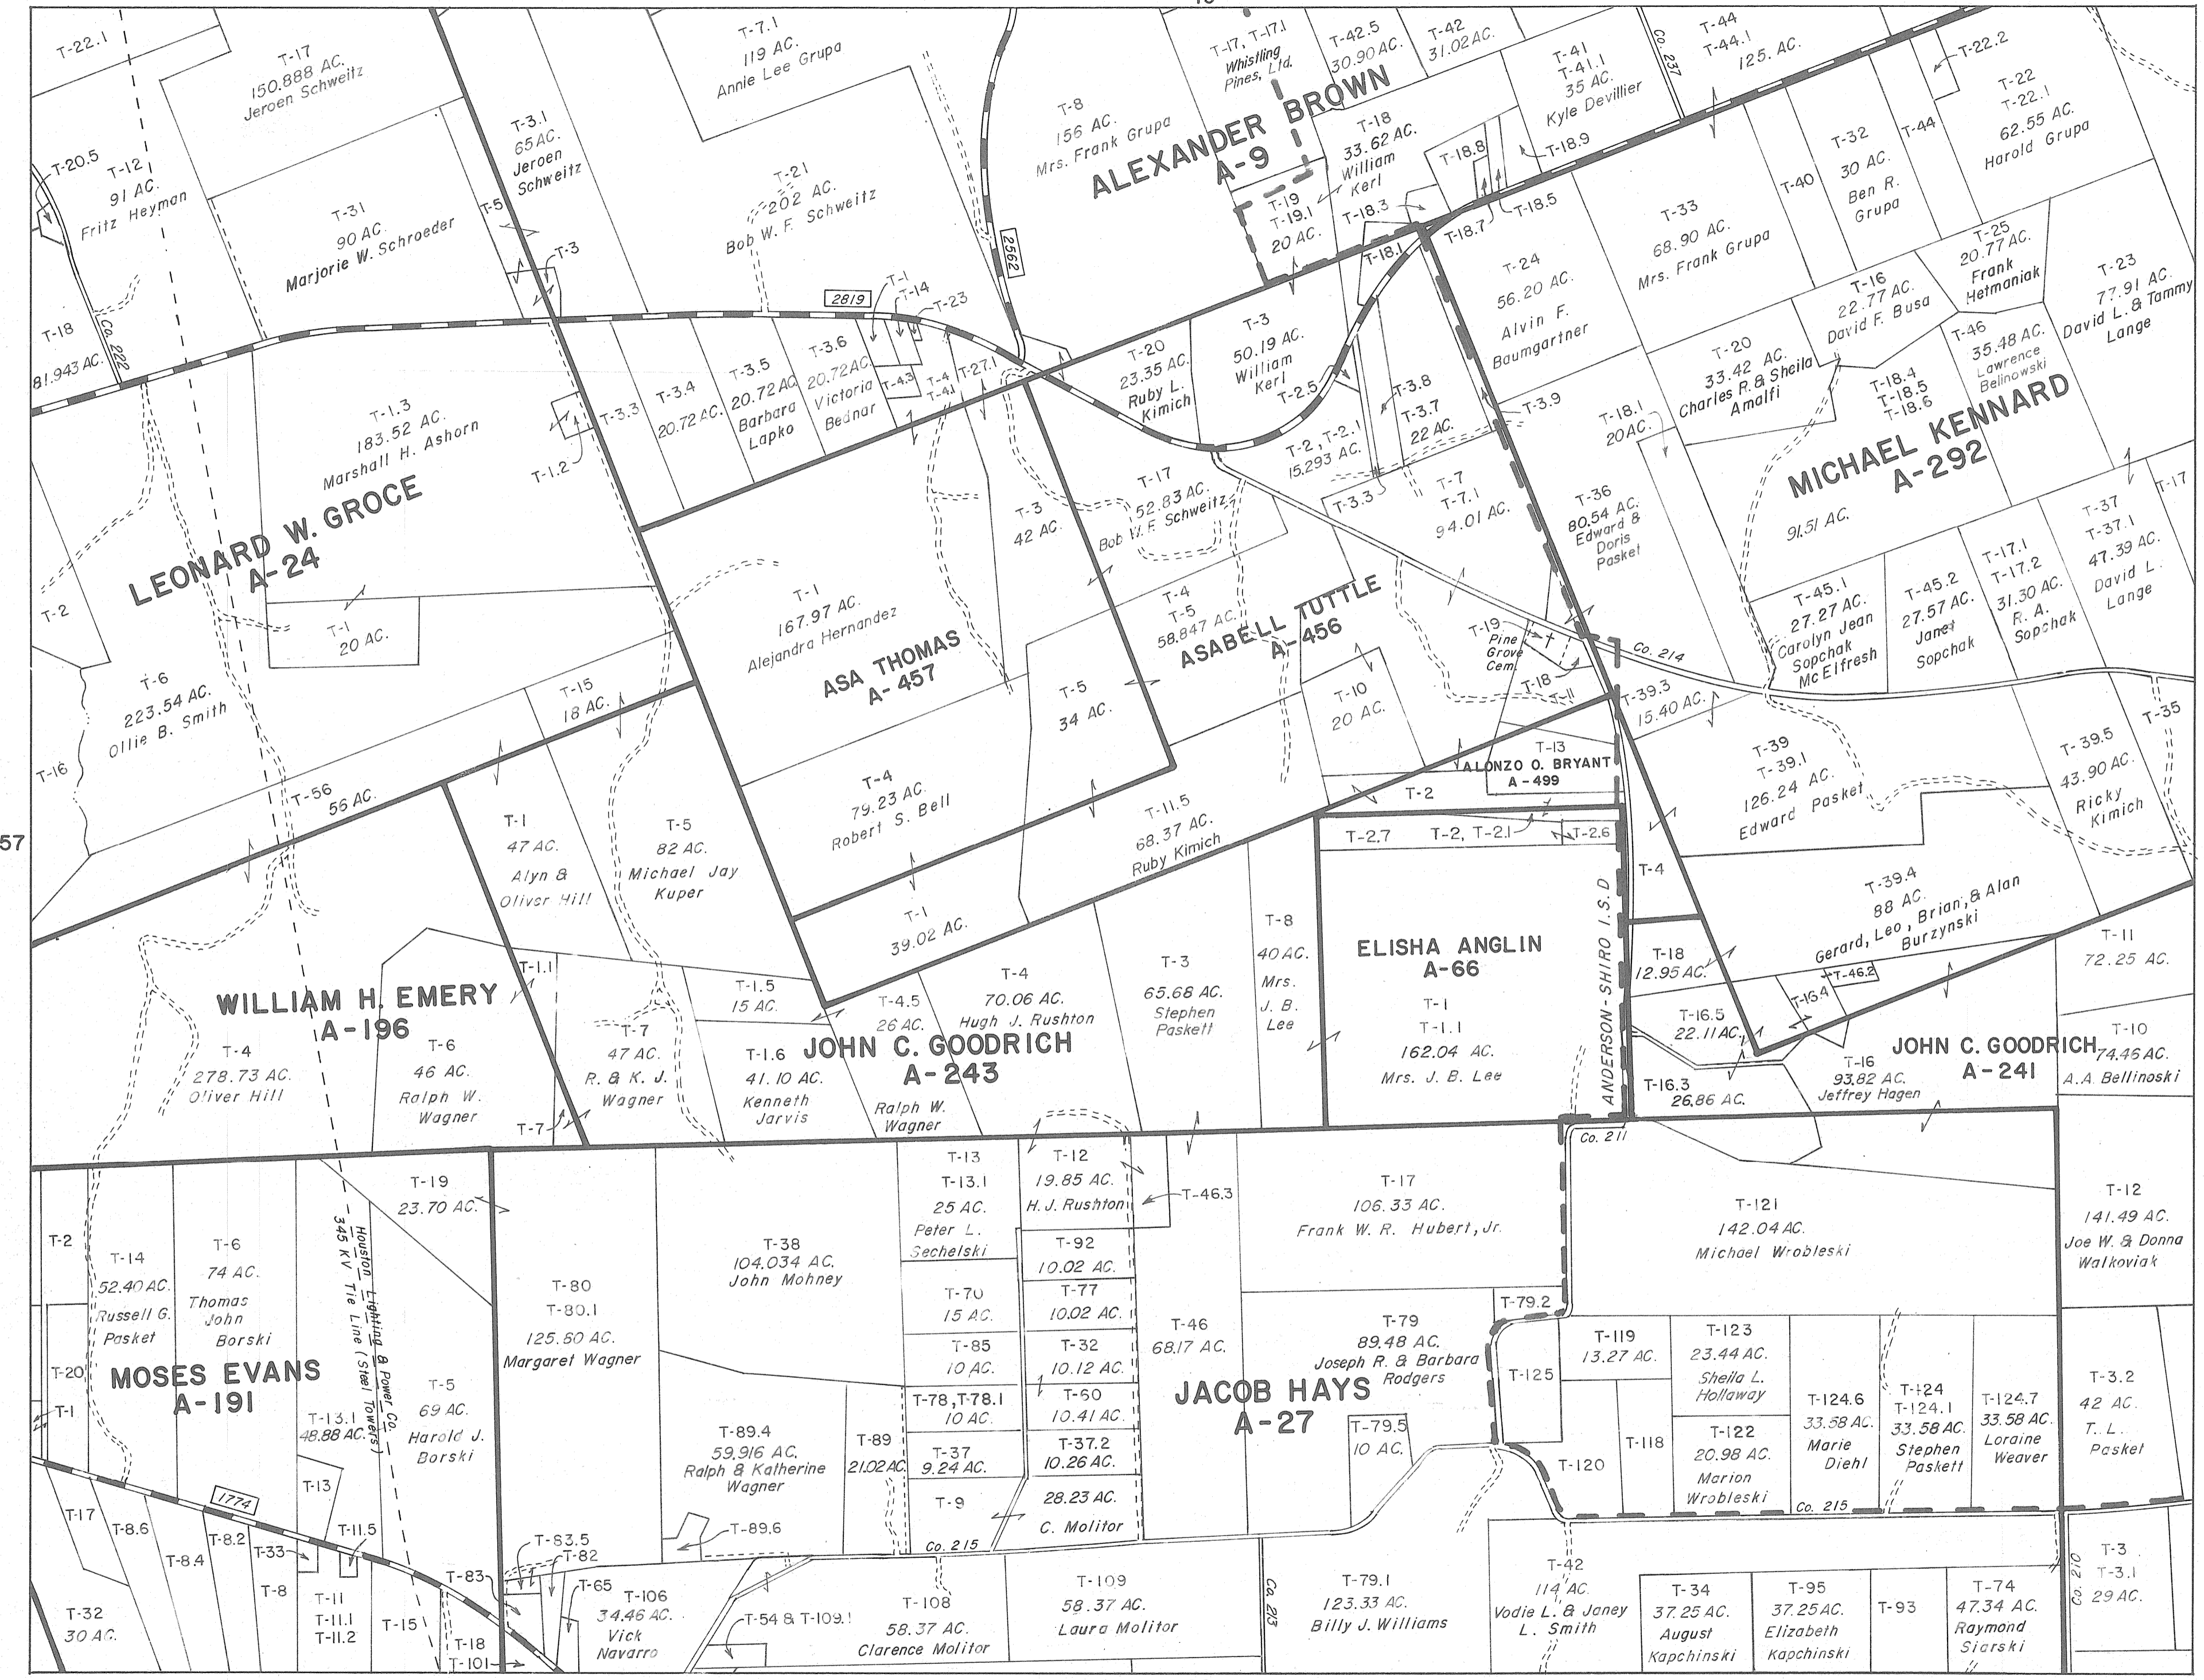 T-22.1
T-17
150.888 AC.
Jeroen Schweitz
T-7.1
119 AC.
Annie Lee Grupa
T-17, T-17.1
Whistling
Pines, Ltd.
T-42.5
30.90 AC.
T-42
31.02 AC.
T-41
T-41.1
35 AC.
Kyle Devillier
Co. 237
T-44
T-44.1
125. AC.
T-22.2
T-22
T-22.1
62.55 AC.
Harold Grupa
T-20.5
T-12
91 AC.
Fritz Heyman
T-31
90 AC.
Marjorie W. Schroeder
T-5
T-3.1
65 AC.
Jeroen
Schweitz
T-3
T-21
202 AC.
Bob W. F. Schweitz
T-8
156 AC.
Mrs. Frank Grupa
ALEXANDER BROWN
A-9
T-18
33.62 AC.
William
Kerl
T-19
T-19.1
20 AC.
T-18.3
T-18.8
T-18.9
T-18.5
T-18.7
T-18.1
T-40
T-32
30 AC.
Ben R.
Grupa
T-44
T-33
68.90 AC.
Mrs. Frank Grupa
T-24
56.20 AC.
Alvin F.
Baumgartner
T-25
20.77 AC.
Frank
Hetmaniak
T-16
22.77 AC.
David F. Busa
T-23
77.91 AC.
David L. & Tammy
Lange
T-46
35.48 AC.
Lawrence
Belinowski
T-18
81.943 AC.
Co. 222
2819
2562
T-1
T-14
T-23
T-1.3
183.52 AC.
Marshall H. Ashorn
T-1.2
T-3.3
T-3.4
20.72 AC.
T-3.5
20.72 AC.
Barbara
Lapko
T-3.6
20.72 AC.
Victoria
Bednar
T-4.3
T-4
T-4.1
T-27.1
T-20
23.35 AC.
Ruby L.
Kimich
T-3
50.19 AC.
William
Kerl
T-2.5
T-3.8
T-3.7
22 AC.
T-3.9
T-2, T-2.1
15.293 AC.
T-3.3
T-7
T-7.1
94.01 AC.
T-20
33.42 AC.
Charles R. & Sheila
Amalfi
T-18.1
20 AC.
T-18.4
T-18.5
T-18.6
MICHAEL KENNARD
A-292
91.51 AC.
T-36
80.54 AC.
Edward &
Doris
Pasket
T-37
T-37.1
47.39 AC.
David L.
Lange
T-17
T-17.1
T-17.2
31.30 AC.
R. A.
Sopchak
T-45.2
27.57 AC.
Janet
Sopchak
T-45.1
27.27 AC.
Carolyn Jean
Sopchak
McElfresh
LEONARD W. GROCE
A-24
T-2
T-1
20 AC.
T-6
223.54 AC.
Ollie B. Smith
T-16
T-15
18 AC.
T-56
56 AC.
T-3
42 AC.
T-17
52.83 AC.
Bob W. F. Schweitz
T-1
167.97 AC.
Alejandra Hernandez
ASA THOMAS
A-457
T-4
T-5
58.847 AC.
ASABELL TUTTLE
A-456
T-5
34 AC.
T-10
20 AC.
T-19
Pine
Grove
Cem.
T-18
T-11
Co. 214
T-39.3
15.40 AC.
T-39
T-39.1
126.24 AC.
Edward Pasket
T-35
T-39.5
43.90 AC.
Ricky
Kimich
T-13
ALONZO O. BRYANT
A-499
T-2
T-4
79.23 AC.
Robert S. Bell
T-11.5
68.37 AC.
Ruby Kimich
57
T-1
47 AC.
Alyn &
Oliver Hill
T-5
82 AC.
Michael Jay
Kuper
T-2.7
T-2, T-2.1
T-2.6
T-4
T-39.4
88 AC.
Gerard, Leo, Brian, & Alan
Burzynski
T-1
39.02 AC.
T-8
40 AC.
Mrs.
J. B.
Lee
ELISHA ANGLIN
A-66
T-1
T-1.1
162.04 AC.
Mrs. J. B. Lee
ANDERSON-SHIRO I.S.D
T-18
12.95 AC.
T-46.2
T-16.4
T-16.5
22.11 AC.
T-11
72.25 AC.
WILLIAM H. EMERY
A-196
T-1.1
T-4
278.73 AC.
Oliver Hill
T-6
46 AC.
Ralph W.
Wagner
T-7
T-7
47 AC.
R. & K. J.
Wagner
T-1.5
15 AC.
T-1.6
41.10 AC.
Kenneth
Jarvis
T-4.5
26 AC.
Ralph W.
Wagner
T-4
70.06 AC.
Hugh J. Rushton
JOHN C. GOODRICH
A-243
T-3
65.68 AC.
Stephen
Paskett
T-16.3
26.86 AC.
T-16
93.82 AC.
Jeffrey Hagen
JOHN C. GOODRICH
A-241
T-10
74.46 AC.
A.A. Bellinoski
Co. 211
T-19
23.70 AC.
T-2
T-14
52.40 AC.
Russell G.
Pasket
T-6
74 AC.
Thomas
John
Borski
Houston Lighting & Power Co.
345 KV Tie Line (Steel Towers)
T-20
T-1
MOSES EVANS
A-191
T-13.1
48.88 AC.
T-5
69 AC.
Harold J.
Borski
T-13
T-80
T-80.1
125.60 AC.
Margaret Wagner
T-38
104.034 AC.
John Mohney
T-13
T-13.1
25 AC.
Peter L.
Sechelski
T-12
19.85 AC.
H. J. Rushton
T-46.3
T-92
10.02 AC.
T-70
15 AC.
T-77
10.02 AC.
T-85
10 AC.
T-32
10.12 AC.
T-78, T-78.1
10 AC.
T-60
10.41 AC.
T-37
9.24 AC.
T-37.2
10.26 AC.
T-9
28.23 AC.
C. Molitor
T-89.4
59.916 AC.
Ralph & Katherine
Wagner
T-89
21.02 AC.
T-89.6
T-46
68.17 AC.
T-17
106.33 AC.
Frank W. R. Hubert, Jr.
T-79.2
T-79
89.48 AC.
Joseph R. & Barbara
Rodgers
JACOB HAYS
A-27
T-79.5
10 AC.
T-121
142.04 AC.
Michael Wrobleski
T-12
141.49 AC.
Joe W. & Donna
Walkoviak
T-125
T-119
13.27 AC.
T-123
23.44 AC.
Sheila L.
Hollaway
T-120
T-118
T-122
20.98 AC.
Marion
Wrobleski
T-124.6
33.58 AC.
Marie
Diehl
T-124
T-124.1
33.58 AC.
Stephen
Paskett
T-124.7
33.58 AC.
Loraine
Weaver
T-3.2
42 AC.
T. L.
Pasket
Co. 215
Co. 215
1774
T-17
T-8.6
T-8.4
T-8.2
T-33
T-11.5
T-8
T-11
T-11.1
T-11.2
T-15
T-32
30 AC.
T-18
T-101
T-83
T-83.5
T-82
T-65
T-106
34.46 AC.
Vick
Navarro
T-54 & T-109.1
T-108
58.37 AC.
Clarence Molitor
T-109
58.37 AC.
Laura Molitor
Co. 213
T-79.1
123.33 AC.
Billy J. Williams
T-42
114 AC.
Vodie L. & Janey
L. Smith
T-34
37.25 AC.
August
Kapchinski
T-95
37.25 AC.
Elizabeth
Kapchinski
T-93
T-74
47.34 AC.
Raymond
Siarski
Co. 210
T-3
T-3.1
29 AC.